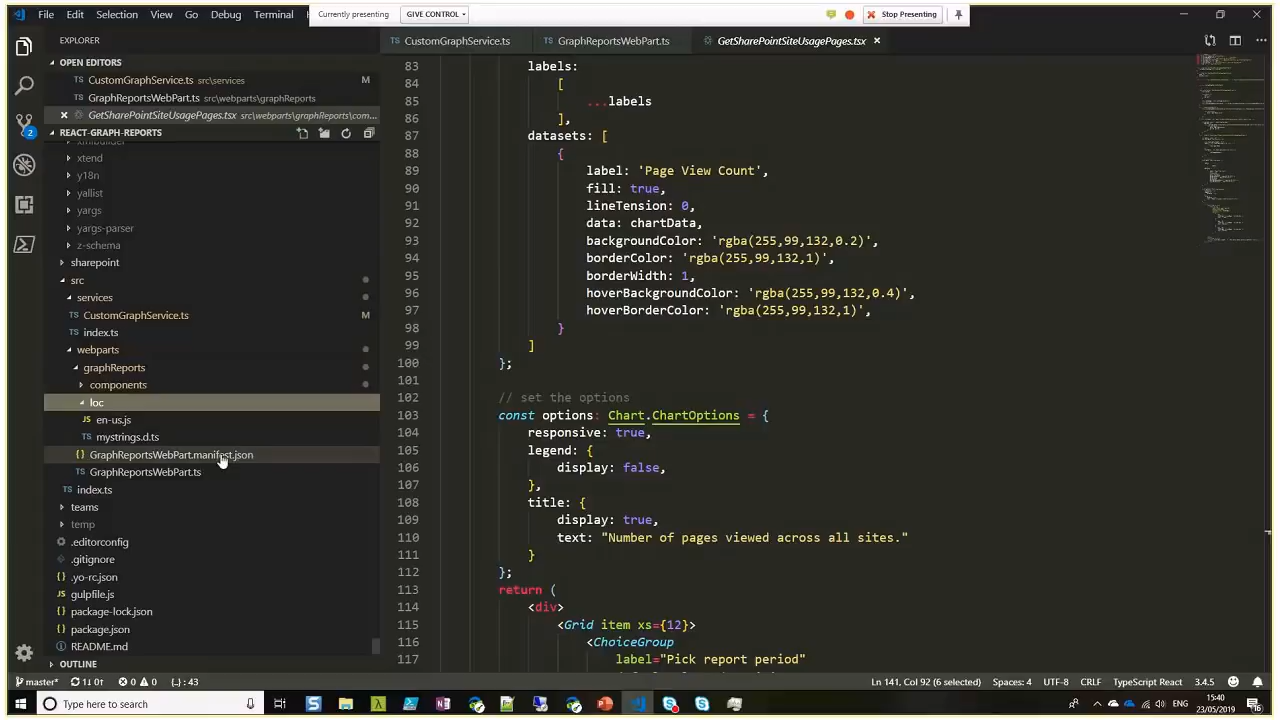 File Edit Selection View Go Debug Terminal
Currently presenting GIVE CONTROL Stop Presenting
EXPLORER
CustomGraphService.ts GraphReportsWebPart.ts GetSharePointSiteUsagePages.tsx
OPEN EDITORS
CustomGraphService.ts src\services M
GraphReportsWebPart.ts src\webparts\graphReports
GetSharePointSiteUsagePages.tsx src\webparts\graphReports\com...
REACT-GRAPH-REPORTS
xmlbuilder
xtend
y18n
yallist
yargs
yargs-parser
z-schema
sharepoint
src
services
CustomGraphService.ts M
index.ts
webparts
graphReports
components
loc
en-us.js
mystrings.d.ts
GraphReportsWebPart.manifest.json
GraphReportsWebPart.ts
index.ts
teams
temp
.editorconfig
.gitignore
.yo-rc.json
gulpfile.js
package-lock.json
package.json
README.md
OUTLINE
2
83 labels:
84 [
85 ...labels
86 ],
87 datasets: [
88 {
89 label: 'Page View Count',
90 fill: true,
91 lineTension: 0,
92 data: chartData,
93 backgroundColor: 'rgba(255,99,132,0.2)',
94 borderColor: 'rgba(255,99,132,1)',
95 borderWidth: 1,
96 hoverBackgroundColor: 'rgba(255,99,132,0.4)',
97 hoverBorderColor: 'rgba(255,99,132,1)',
98 }
99 ]
100 };
101
102 // set the options
103 const options: Chart.ChartOptions = {
104 responsive: true,
105 legend: {
106 display: false,
107 },
108 title: {
109 display: true,
110 text: "Number of pages viewed across all sites."
111 }
112 };
113 return (
114 <div>
115 <Grid item xs={12}>
116 <ChoiceGroup
117 label="Pick report period"
master* 1↓ 0↑ 0 0 {..} : 43 Ln 141, Col 92 (6 selected) Spaces: 4 UTF-8 CRLF TypeScript React 3.4.5
Type here to search
15:40
23/05/2019